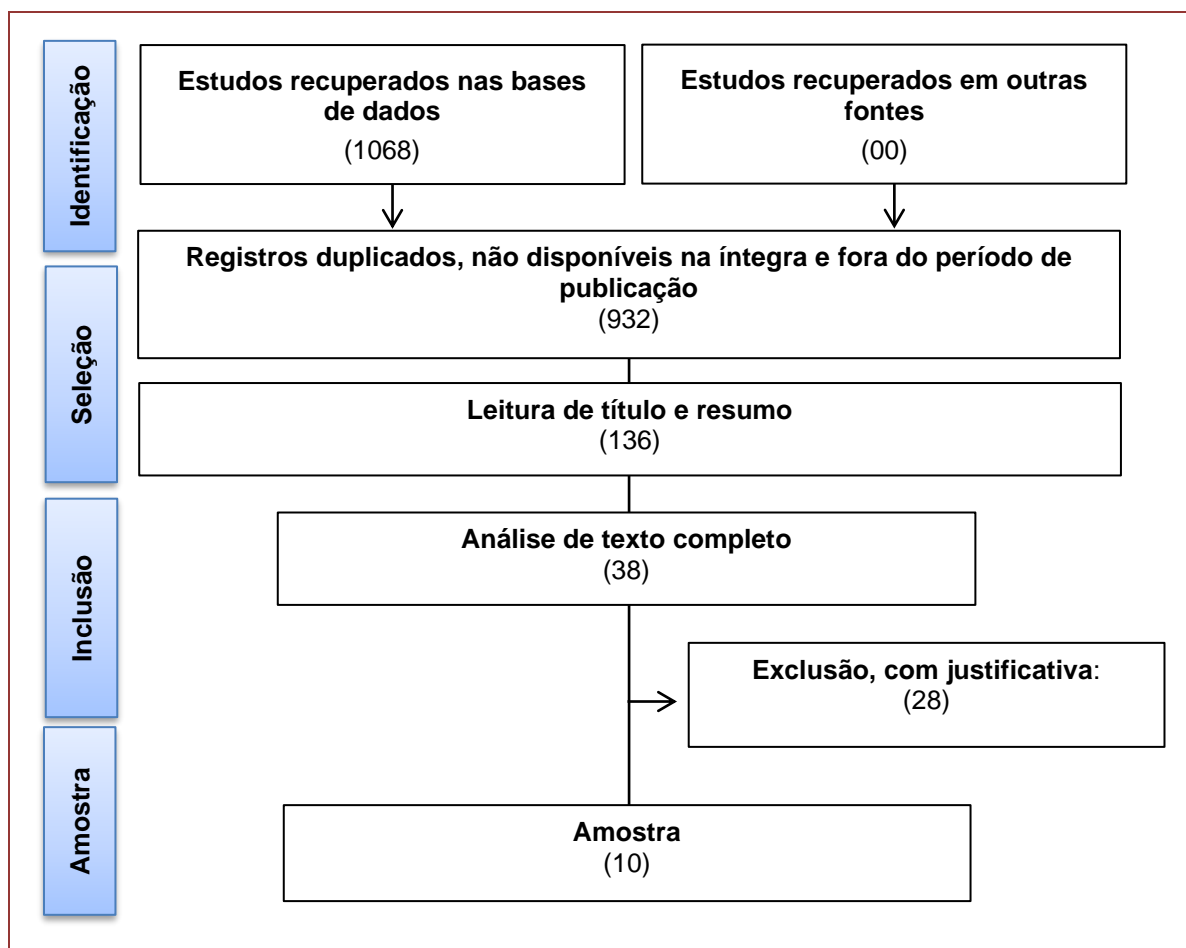 Identificação
Estudos recuperados nas bases
de dados
(1068)
Estudos recuperados em outras
fontes
(00)
Seleção
Registros duplicados, não disponíveis na íntegra e fora do período de
publicação
(932)
Leitura de título e resumo
(136)
Inclusão
Análise de texto completo
(38)
Exclusão, com justificativa:
(28)
Amostra
Amostra
(10)